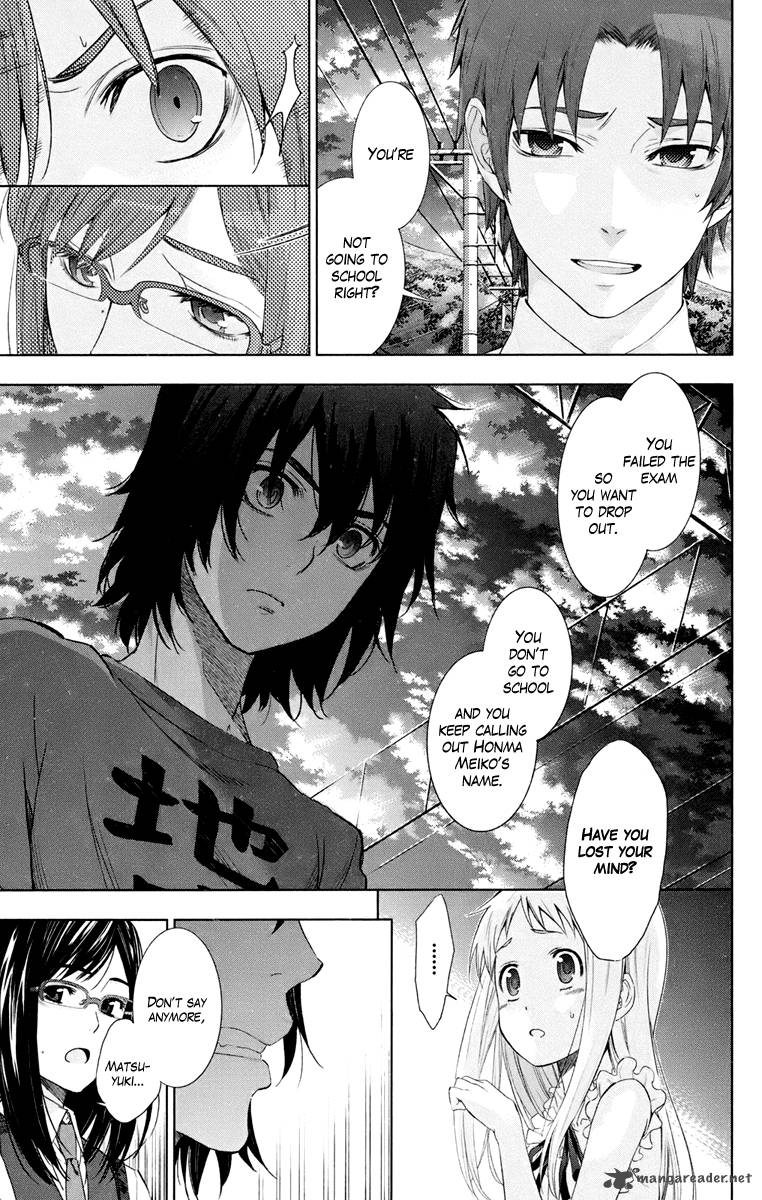 YOU'RE
NOT
GOING TO
SCHOOL
RIGHT?
YOU
FAILED THE
EXAM
SO
YOU WANT
TO DROP
OUT.
YOU
DON'T
GO TO
SCHOOL
AND YOU
KEEP CALLING
OUT HONMA
MEIKO'S
NAME.
HAVE YOU
LOST YOUR
MIND?
地
......
DON'T SAY
ANYMORE,
MATSU-
YUKI...
mangareader.net